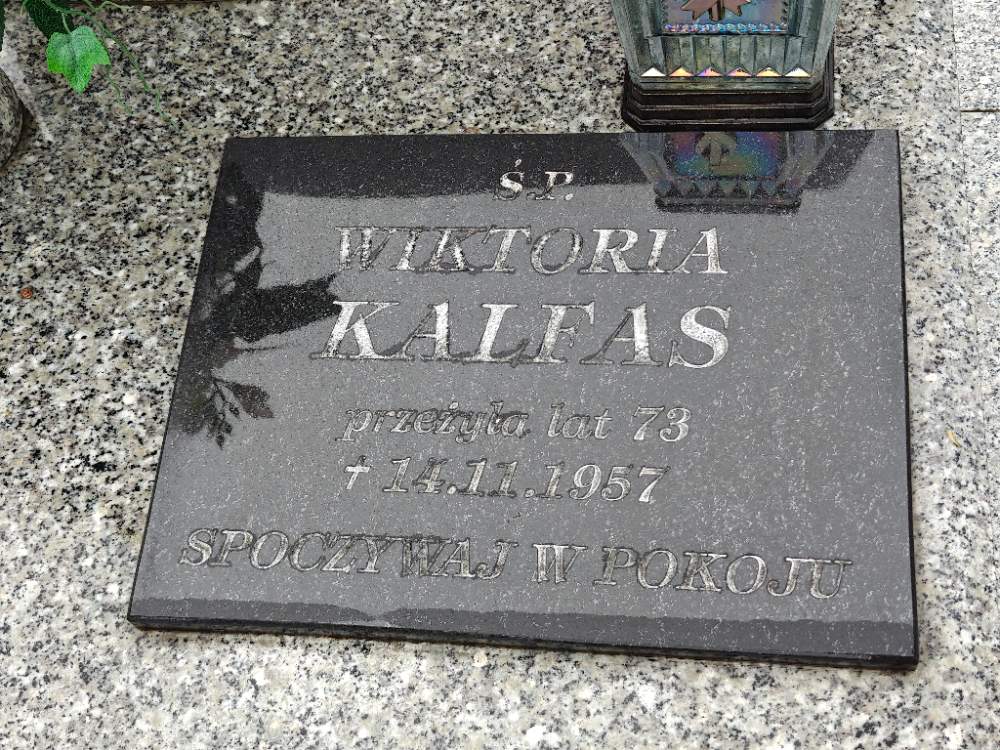 Ś.P.
WIKTORIA
KALFAS
przeżyła lat 73
† 14.11.1957
SPOCZYWAJ W POKOJU